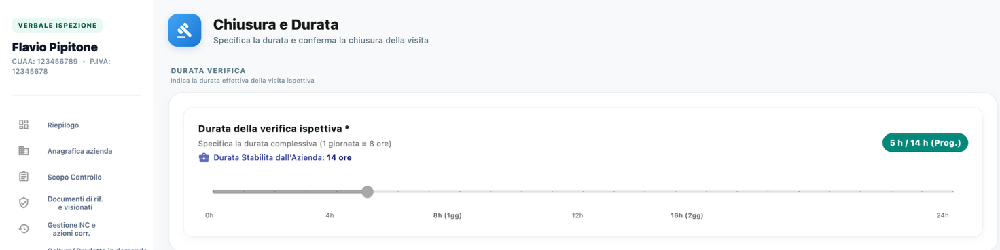 VERBALE ISPEZIONE
Flavio Pipitone
CUAA: 123456789 • P.IVA:
12345678
Riepilogo
Anagrafica azienda
Scopo Controllo
Documenti di rif.
e visionati
Gestione NC e
azioni corr.
Chiusura e Durata
Specifica la durata e conferma la chiusura della visita
DURATA VERIFICA
Indica la durata effettiva della visita ispettiva
Durata della verifica ispettiva *
Specifica la durata complessiva (1 giornata = 8 ore)
Durata Stabilita dall'Azienda: 14 ore
5 h / 14 h (Prog.)
0h 4h 8h (1gg) 12h 16h (2gg) 24h